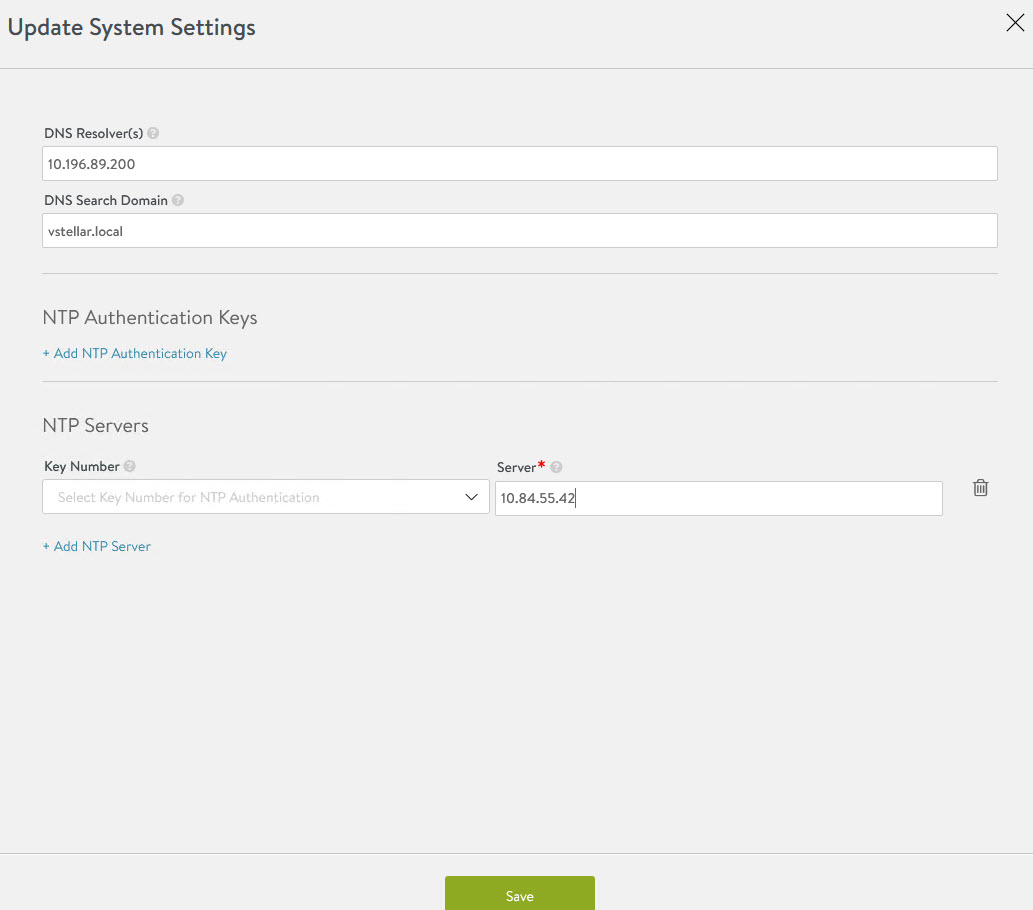 Update System Settings
DNS Resolver(s)
10.196.89.200
DNS Search Domain
vstellar.local
NTP Authentication Keys
+ Add NTP Authentication Key
NTP Servers
Key Number
Server*
Select Key Number for NTP Authentication
10.84.55.42
+ Add NTP Server
Save